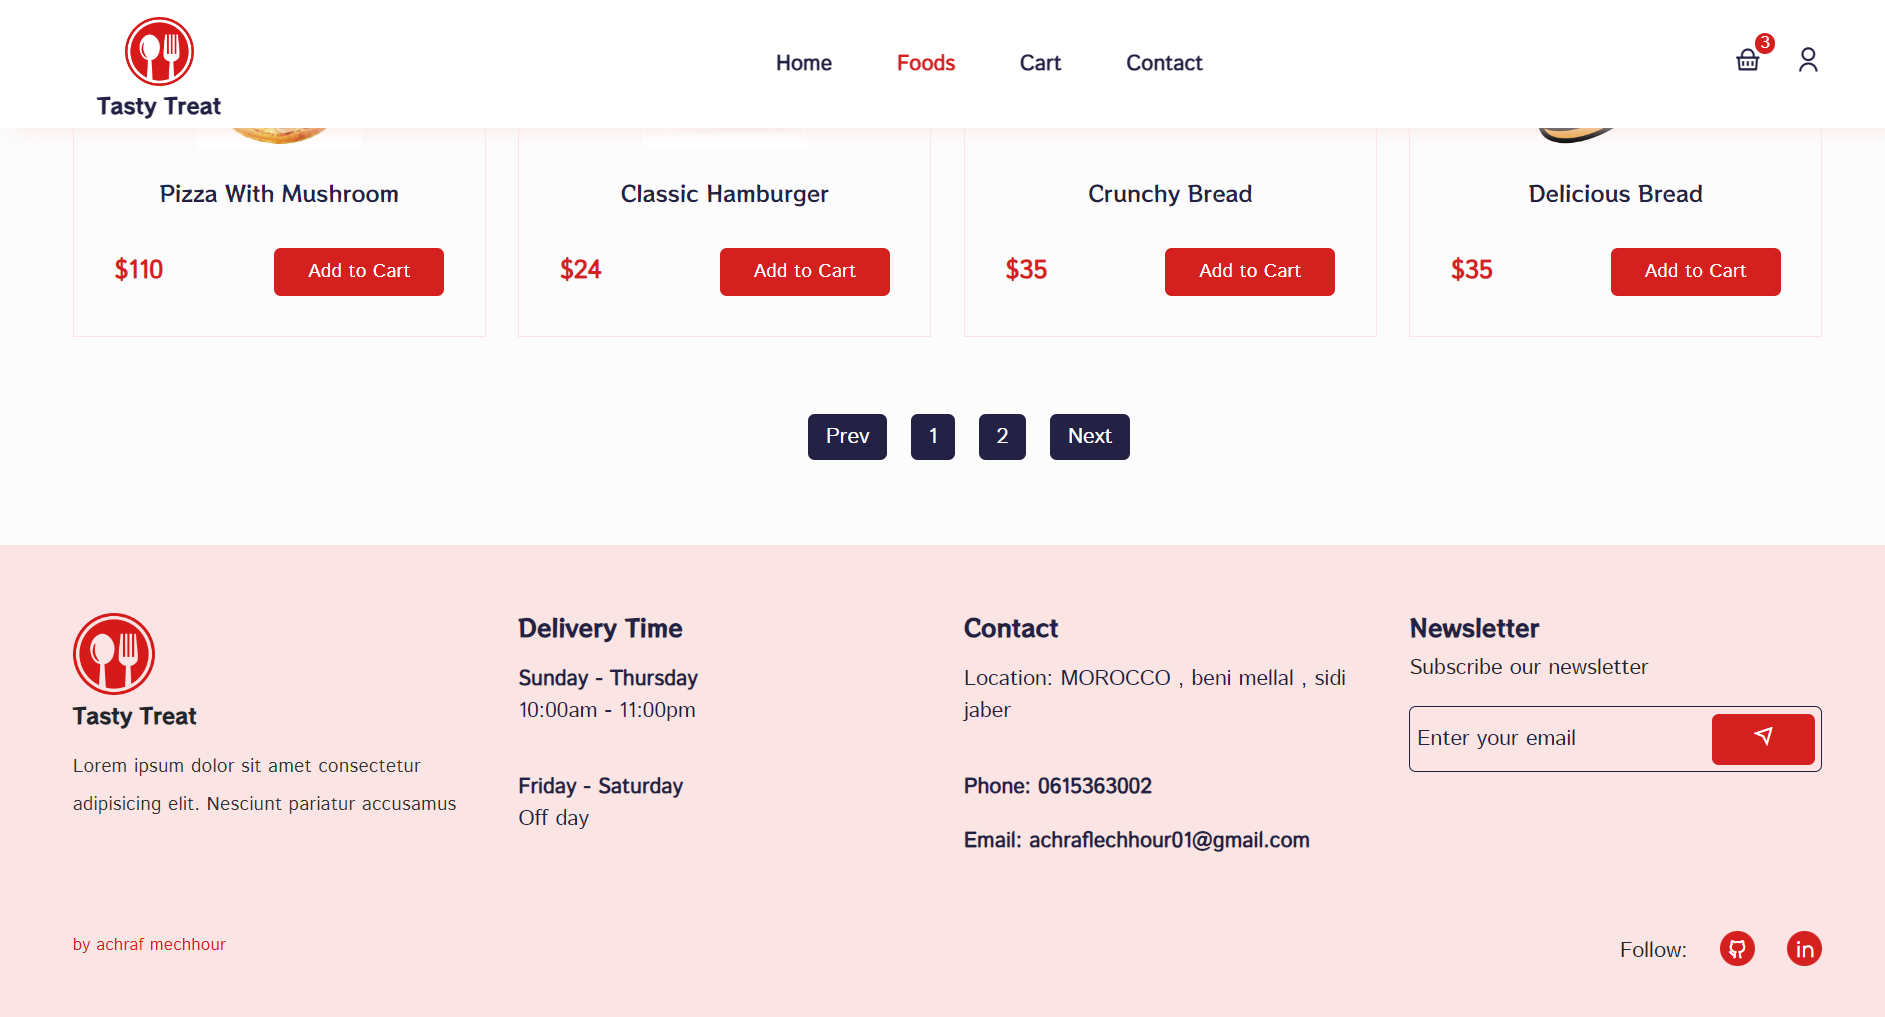 Tasty Treat
Home Foods Cart Contact
3
Pizza With Mushroom
$110 Add to Cart
Classic Hamburger
$24 Add to Cart
Crunchy Bread
$35 Add to Cart
Delicious Bread
$35 Add to Cart
Prev 1 2 Next
Tasty Treat
Lorem ipsum dolor sit amet consectetur
adipisicing elit. Nesciunt pariatur accusamus
Delivery Time
Sunday - Thursday
10:00am - 11:00pm
Friday - Saturday
Off day
Contact
Location: MOROCCO , beni mellal , sidi
jaber
Phone: 0615363002
Email: achraflechhour01@gmail.com
Newsletter
Subscribe our newsletter
Enter your email
by achraf mechhour
Follow:
in